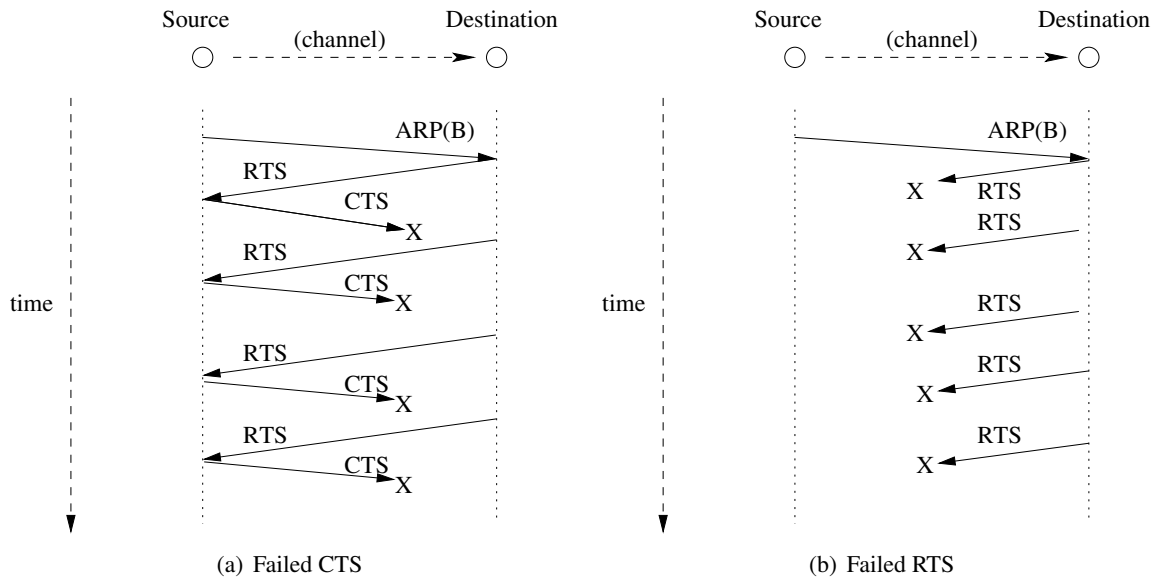 Source Destination
(channel)
ARP(B)
RTS
CTS
X
RTS
CTS
X
time
RTS
CTS
X
RTS
CTS
X
(a) Failed CTS
Source Destination
(channel)
ARP(B)
X RTS
RTS
X
time
RTS
X
RTS
X
RTS
X
(b) Failed RTS